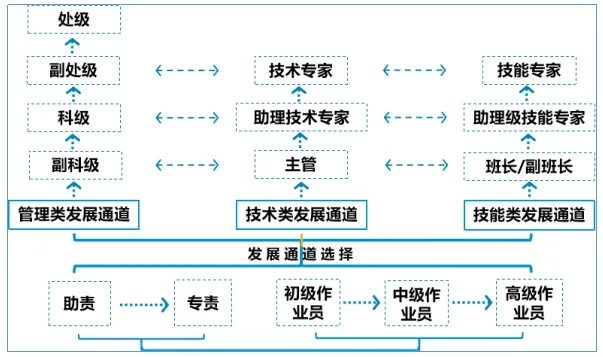 处级
副处级 技术专家 技能专家
科级 助理技术专家 助理级技能专家
副科级 主管 班长/副班长
管理类发展通道 技术类发展通道 技能类发展通道
发展通道选择
助责 专责 初级作业员 中级作业员 高级作业员